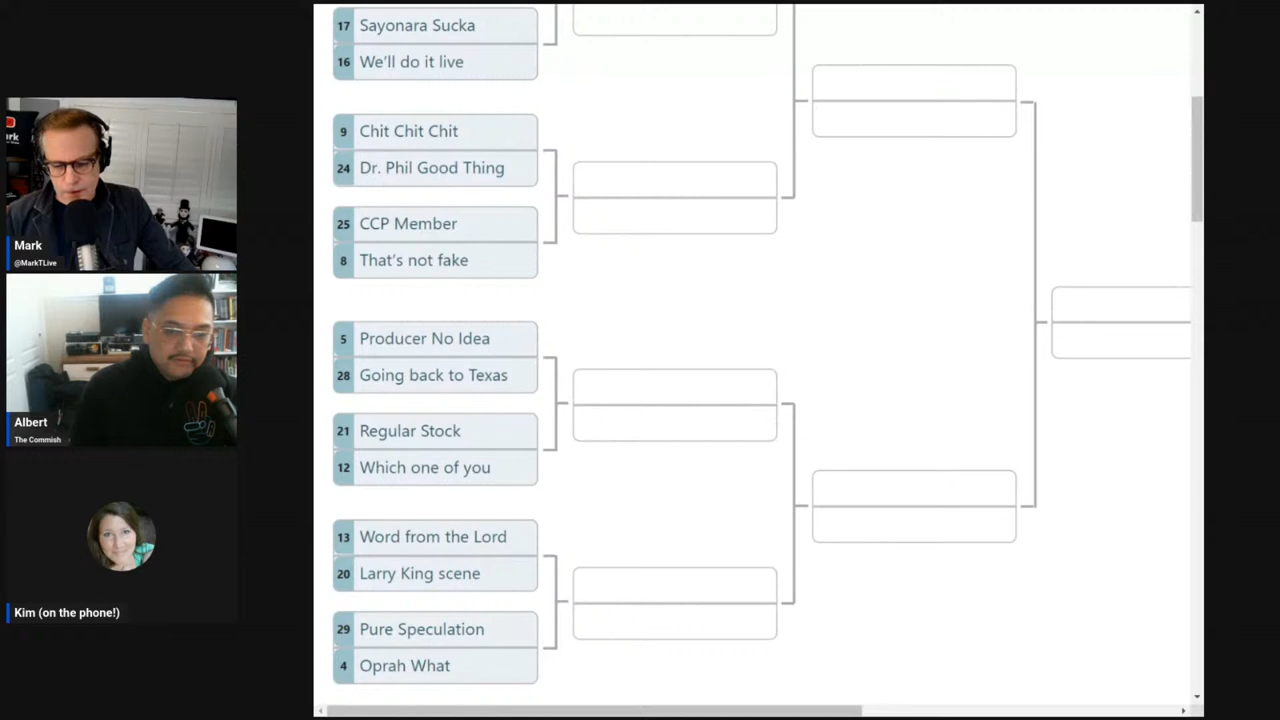 Mark
@MarkTLive
Albert
The Commish
Kim (on the phone!)
17 Sayonara Sucka
16 We'll do it live
9 Chit Chit Chit
24 Dr. Phil Good Thing
25 CCP Member
8 That's not fake
5 Producer No Idea
28 Going back to Texas
21 Regular Stock
12 Which one of you
13 Word from the Lord
20 Larry King scene
29 Pure Speculation
4 Oprah What